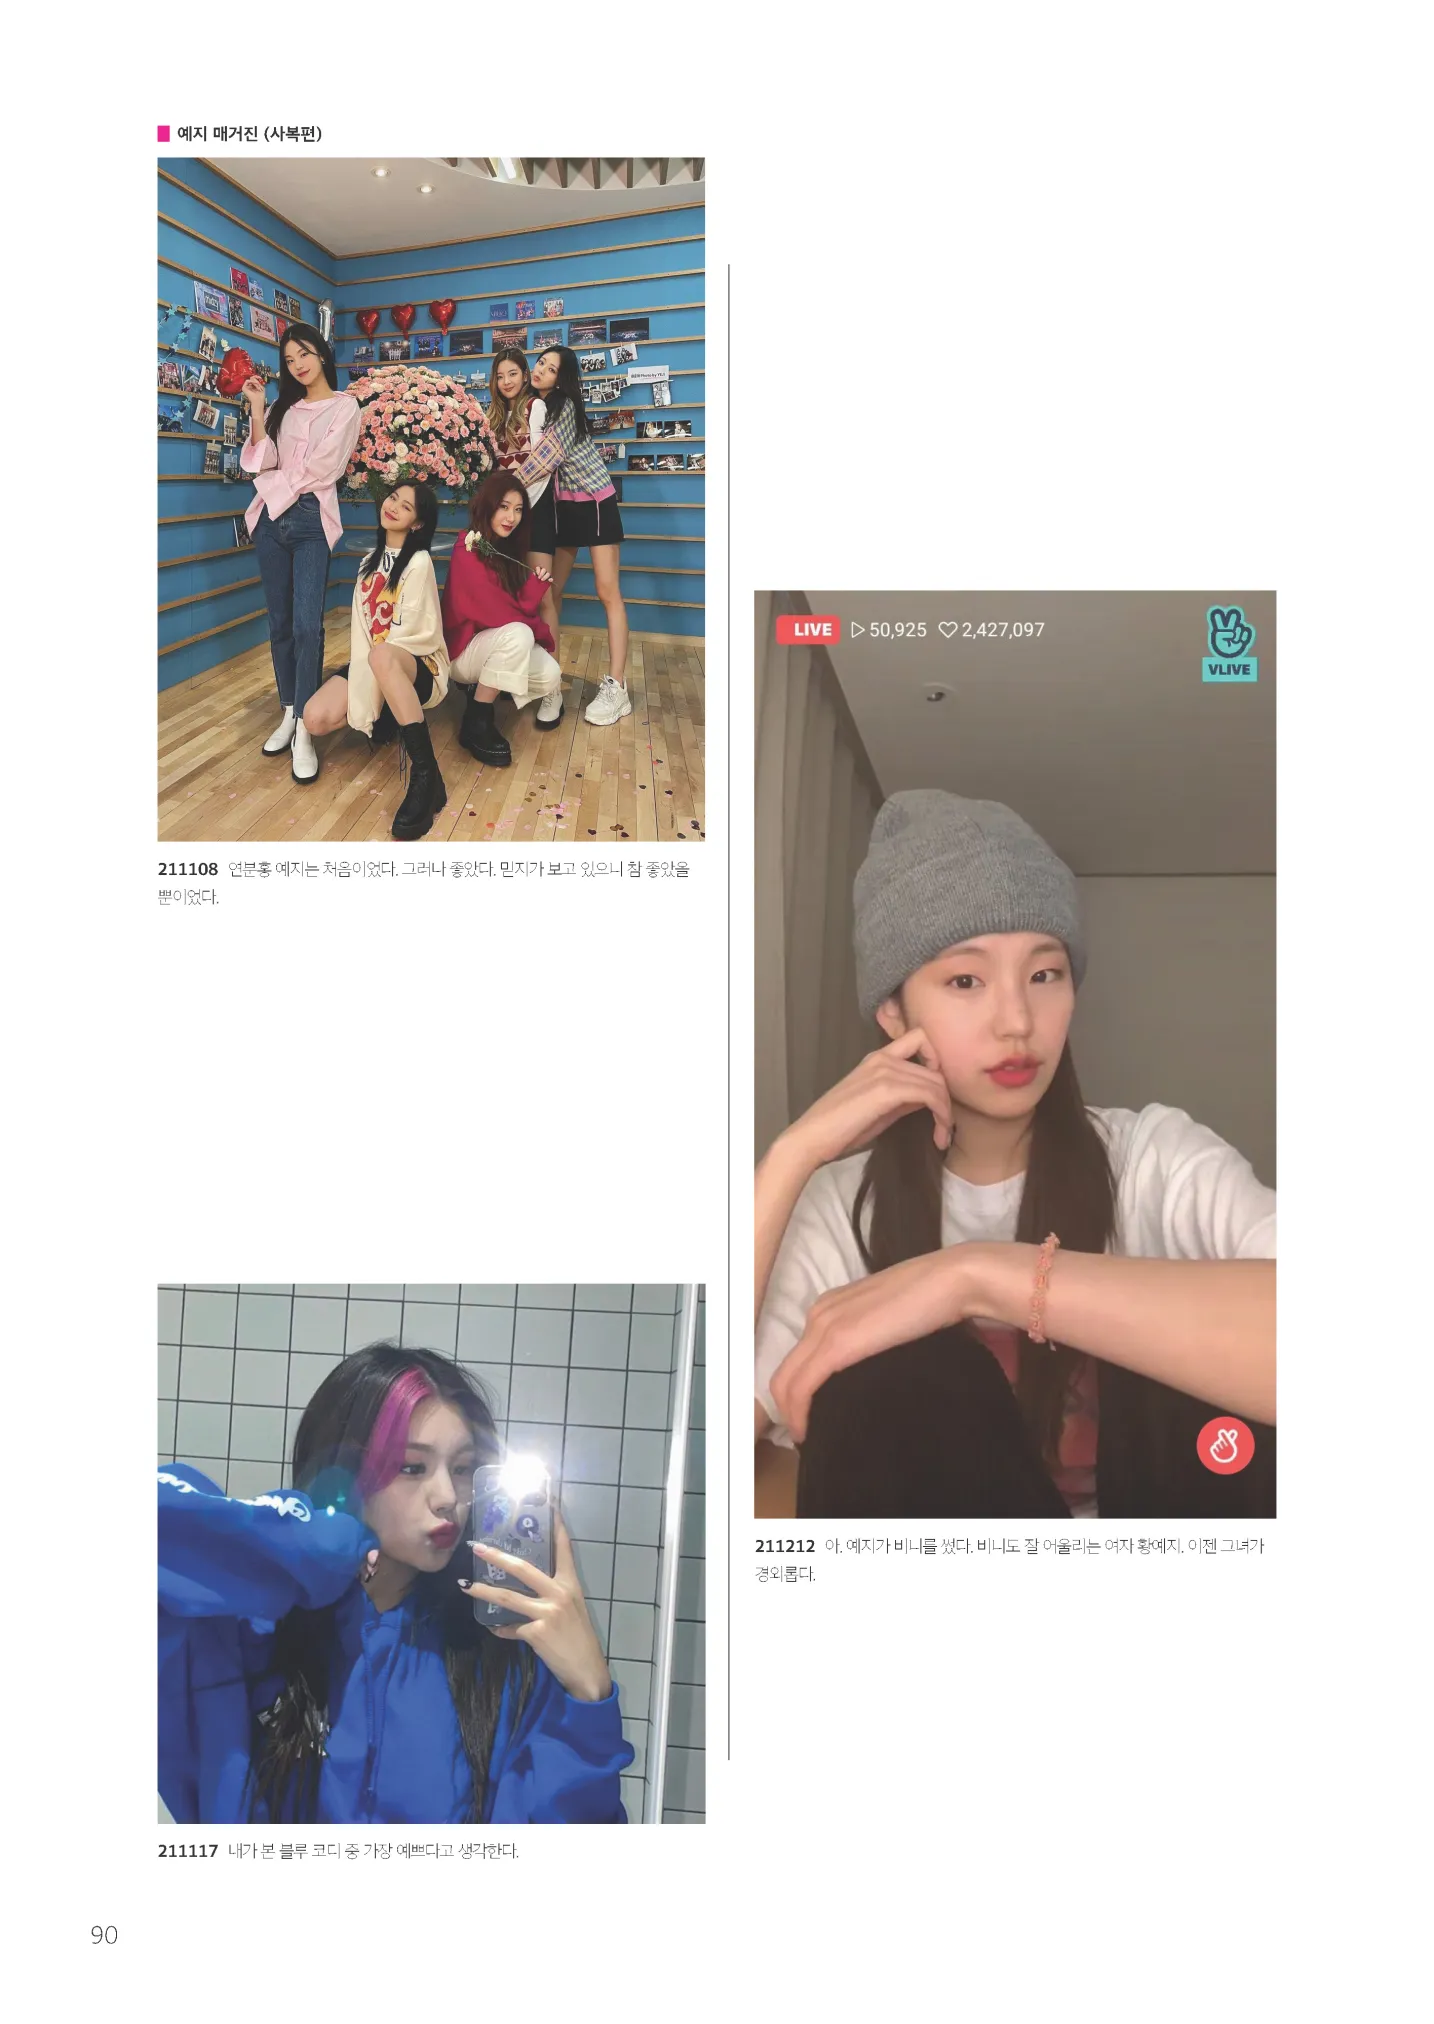 예지 매거진 (사복편)
211108 연분홍 예지는 처음이었다. 그러나 좋았다. 믿지가 보고 있으니 참 좋았을
뿐이었다.
211117 내가 본 블루 코디 중 가장 예쁘다고 생각한다.
LIVE 50,925 2,427,097
VLIVE
211212 아, 예지가 비니를 썼다. 비니도 잘 어울리는 여자 황예지. 이젠 그녀가
경외롭다.
90